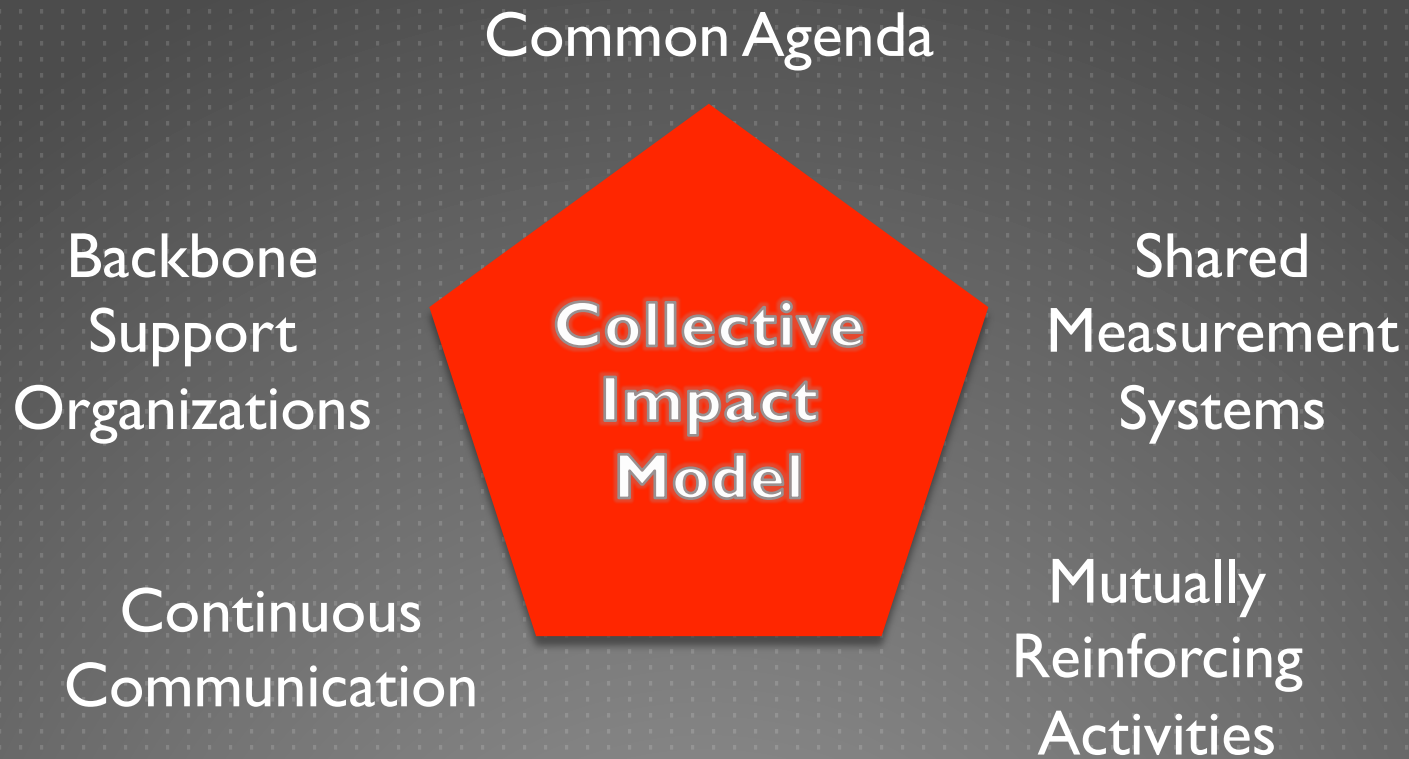 Common Agenda
Backbone
Support
Organizations
Collective
Impact
Model
Shared
Measurement
Systems
Continuous
Communication
Mutually
Reinforcing
Activities